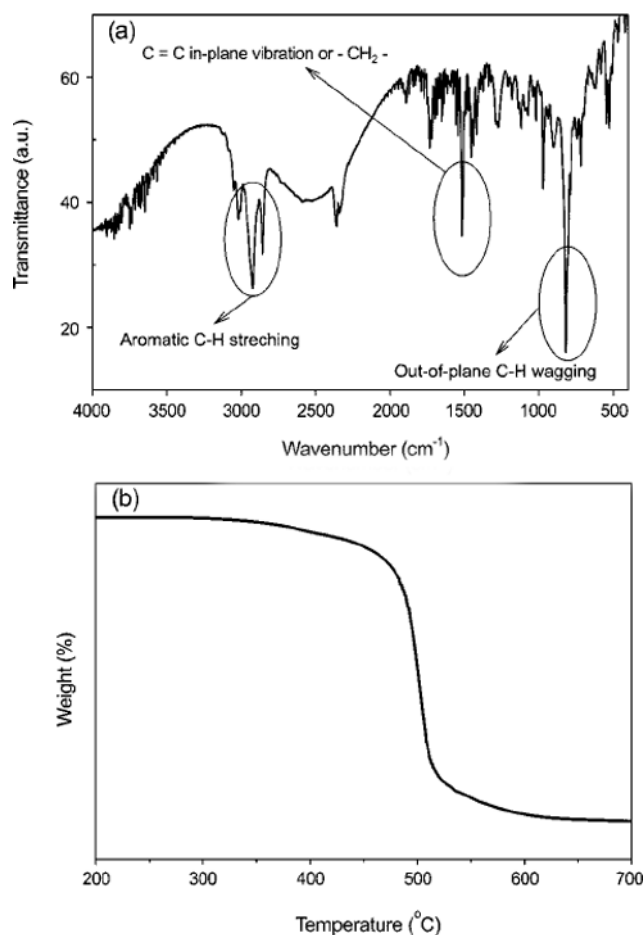 (a)
C = C in-plane vibration or - CH₂ -
60
40
20
Transmittance (a.u.)
Aromatic C-H streching
Out-of-plane C-H wagging
4000 3500 3000 2500 2000 1500 1000 500
Wavenumber (cm⁻¹)
(b)
Weight (%)
200 300 400 500 600 700
Temperature (°C)